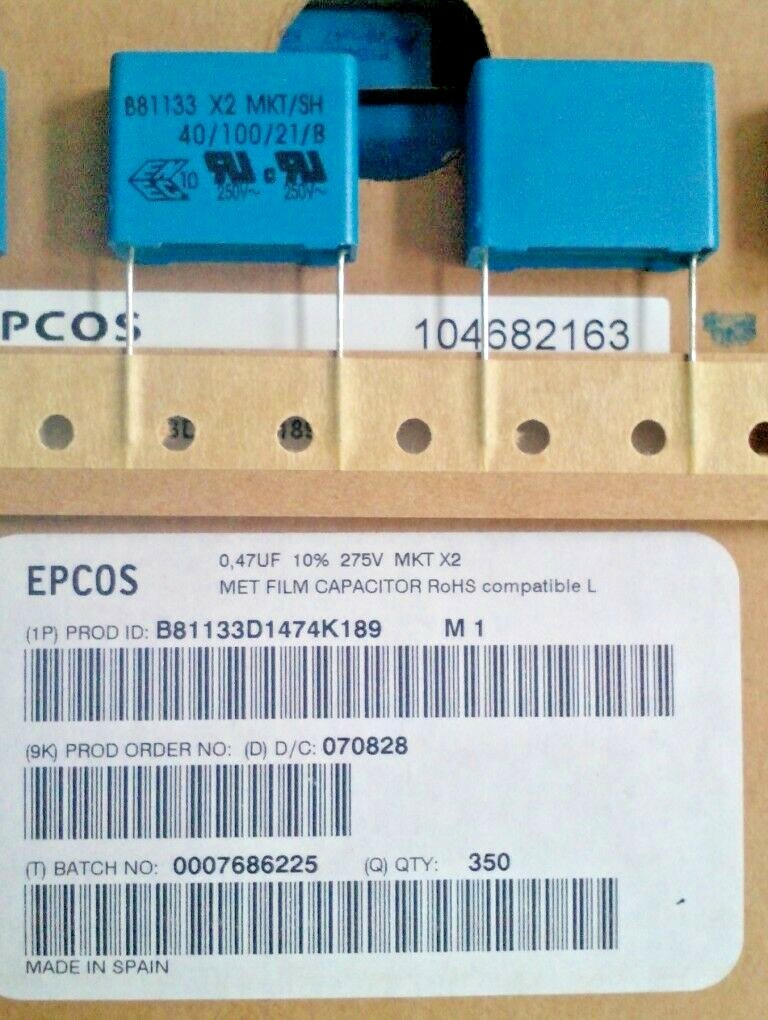 B81133 X2 MKT/SH
40/100/21/B
10 250V~ c 250V~
PCOS 104682163
189
EPCOS
0,47UF 10% 275V MKT X2
MET FILM CAPACITOR RoHS compatible L
(1P) PROD ID: B81133D1474K189 M 1
(9K) PROD ORDER NO: (D) D/C: 070828
(T) BATCH NO: 0007686225 (Q) QTY: 350
MADE IN SPAIN